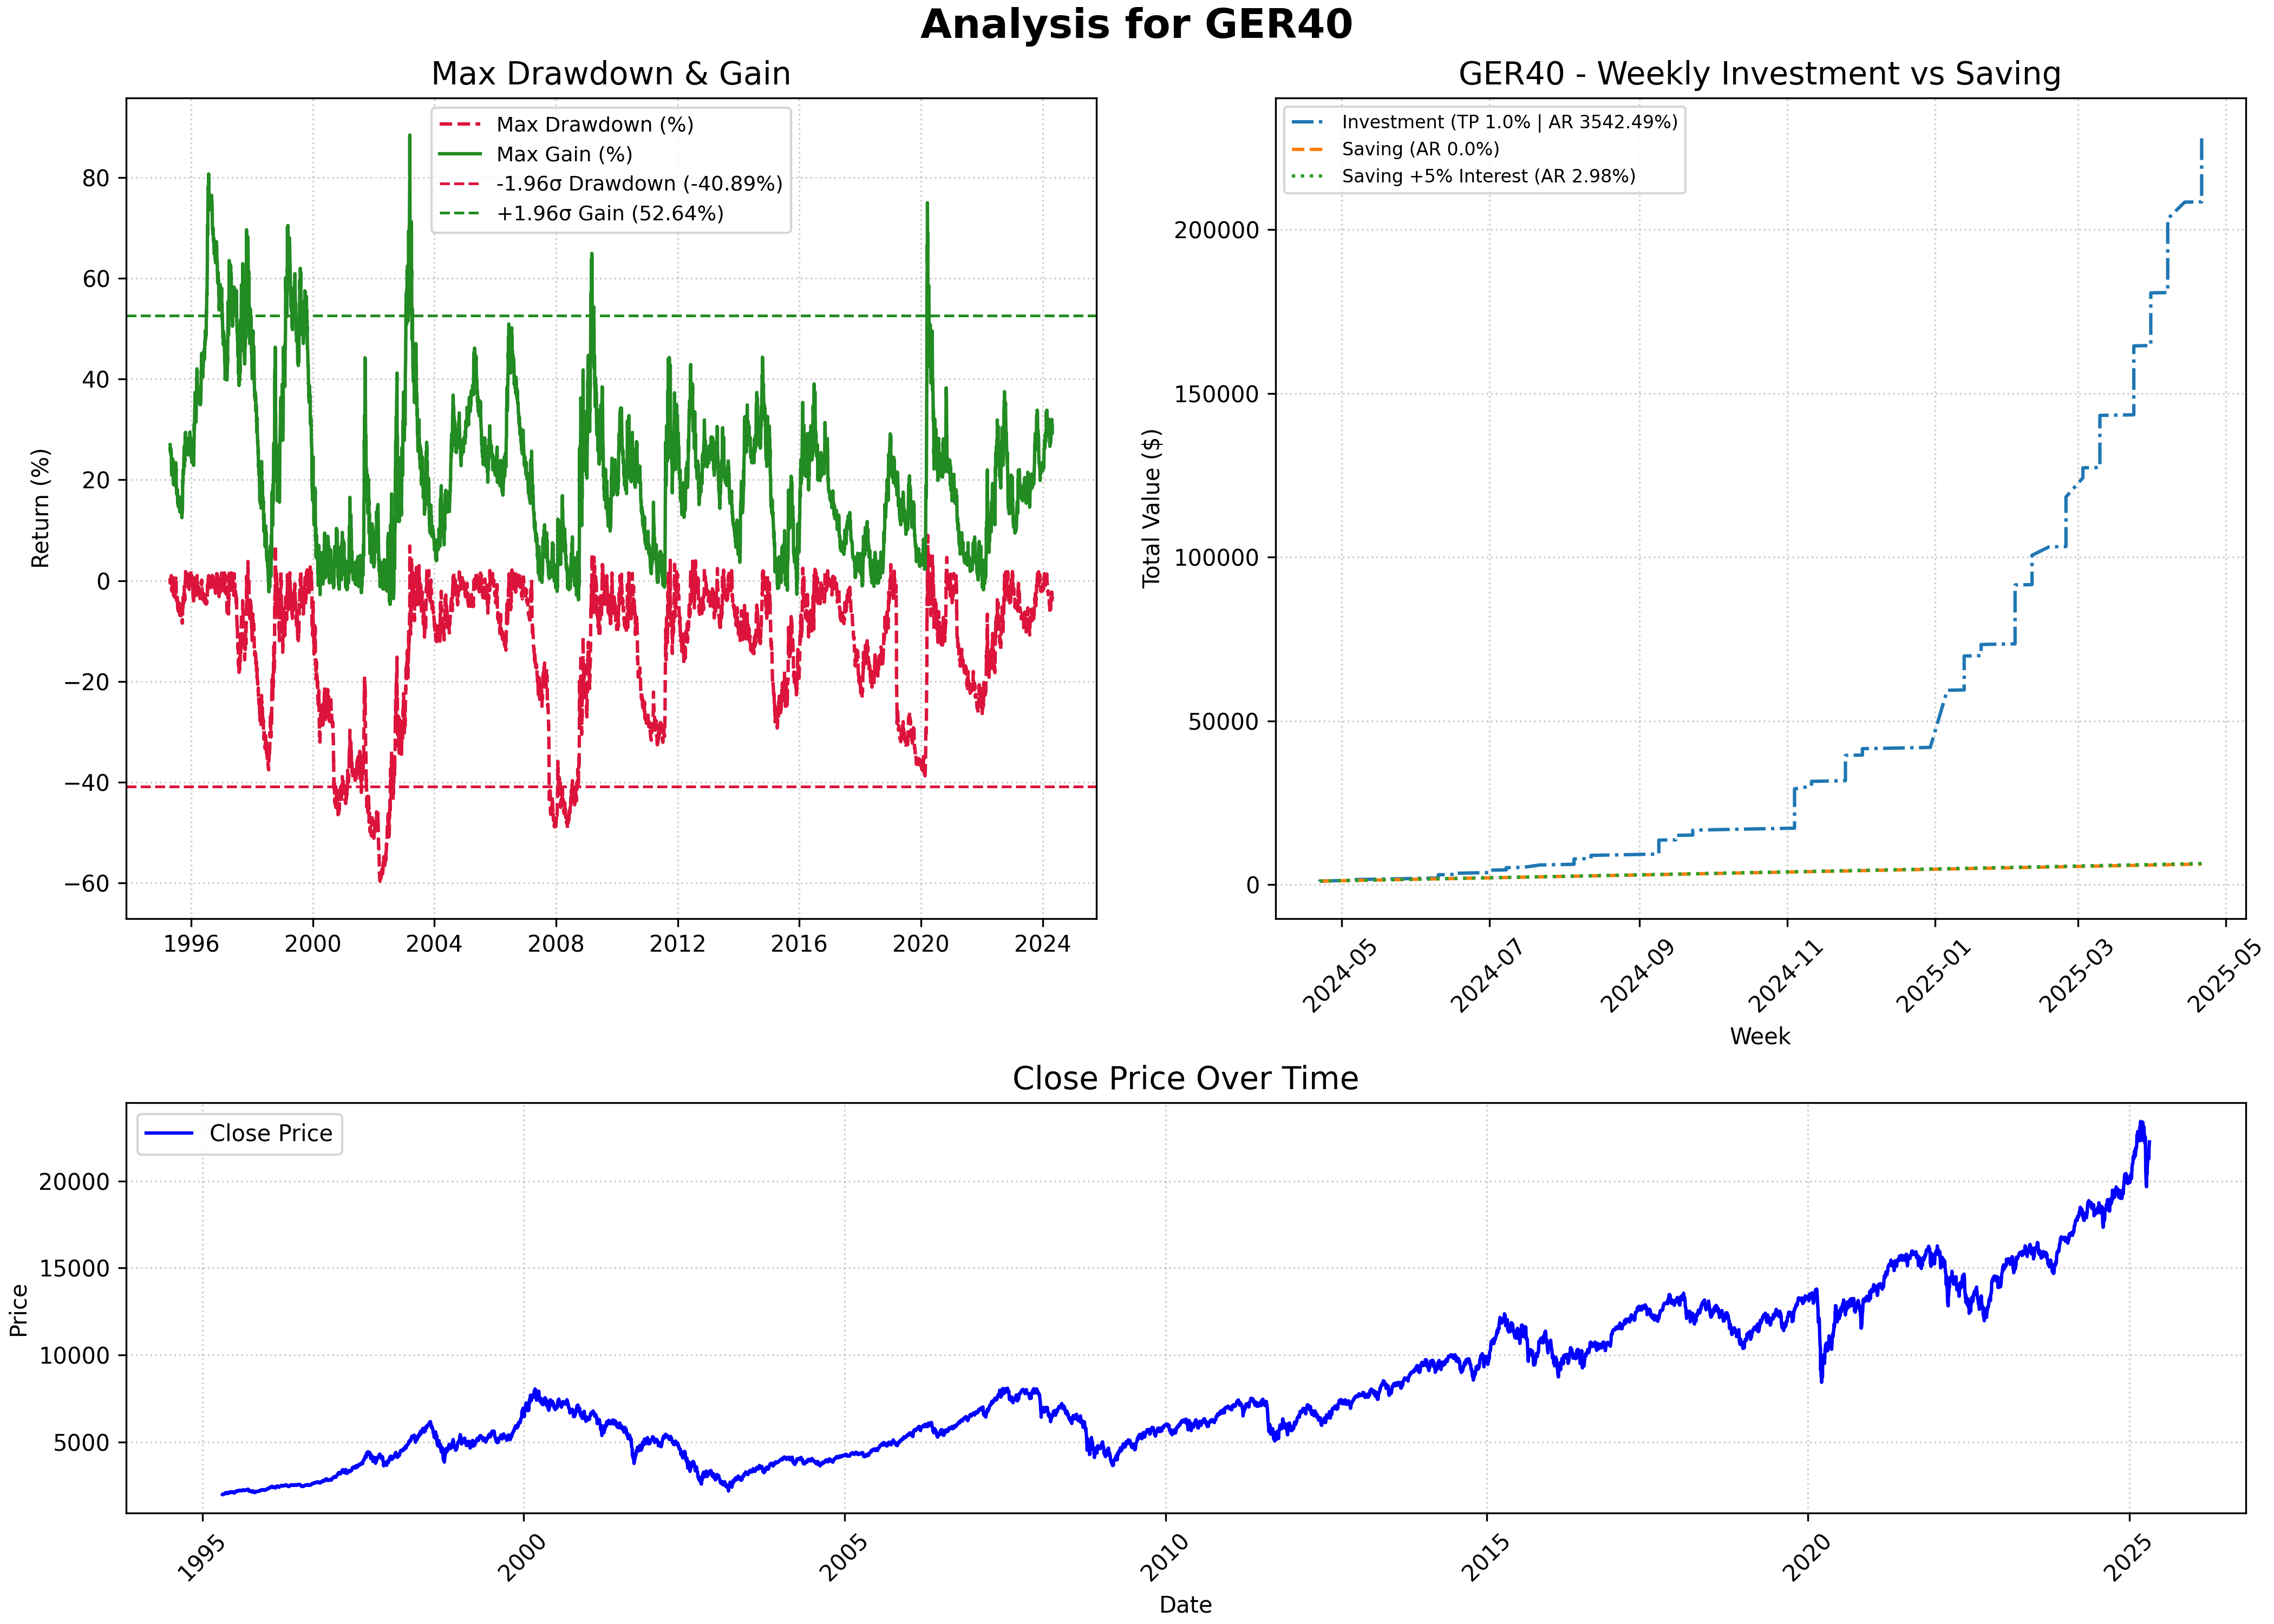 Analysis for GER40
Max Drawdown & Gain
Max Drawdown (%)
Max Gain (%)
-1.96σ Drawdown (-40.89%)
+1.96σ Gain (52.64%)
Return (%)
80
60
40
20
0
−20
−40
−60
1996 2000 2004 2008 2012 2016 2020 2024
GER40 - Weekly Investment vs Saving
Investment (TP 1.0% | AR 3542.49%)
Saving (AR 0.0%)
Saving +5% Interest (AR 2.98%)
Total Value ($)
200000
150000
100000
50000
0
2024-05 2024-07 2024-09 2024-11 2025-01 2025-03 2025-05
Week
Close Price Over Time
Close Price
Price
20000
15000
10000
5000
1995 2000 2005 2010 2015 2020 2025
Date